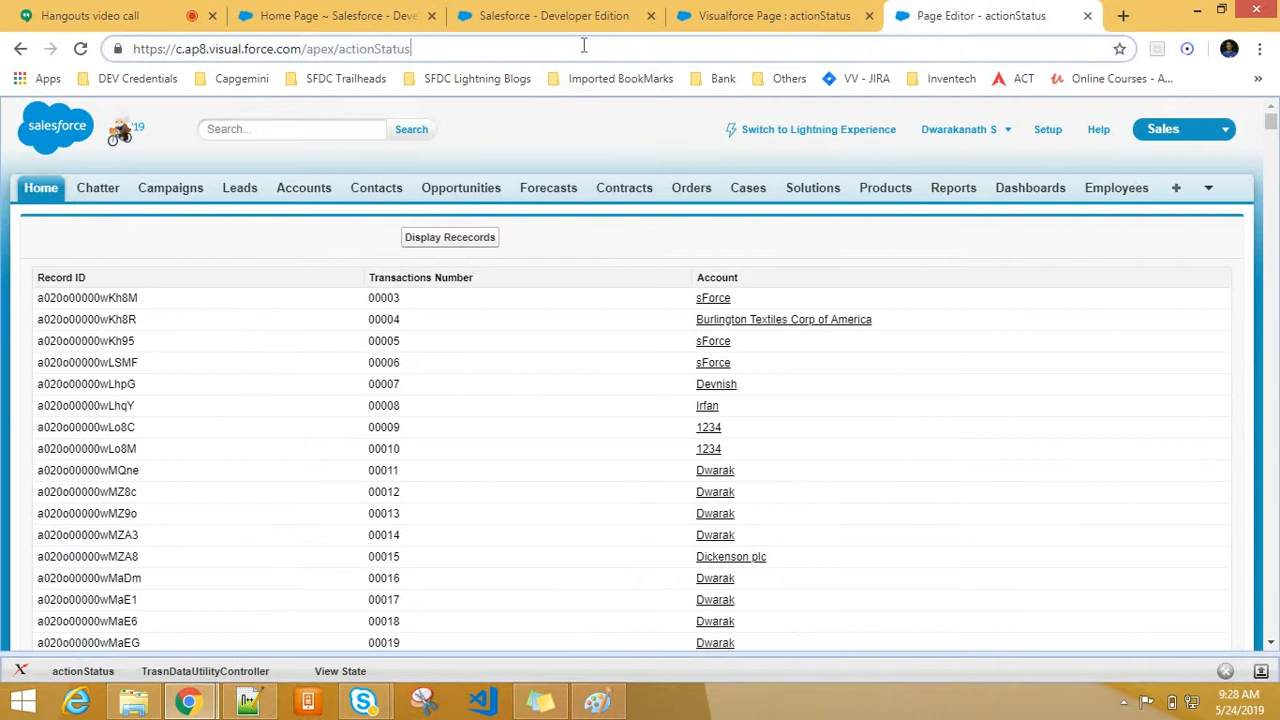 Hangouts video call
Home Page ~ Salesforce - Deve
Salesforce - Developer Edition
Visualforce Page : actionStatus
Page Editor - actionStatus
https://c.ap8.visual.force.com/apex/actionStatus
Apps
DEV Credentials
Capgemini
SFDC Trailheads
SFDC Lightning Blogs
Imported BookMarks
Bank
Others
VV - JIRA
Inventech
ACT
Online Courses - A...
salesforce
'19
Search...
Search
Switch to Lightning Experience
Dwarakanath S
Setup
Help
Sales
Home
Chatter
Campaigns
Leads
Accounts
Contacts
Opportunities
Forecasts
Contracts
Orders
Cases
Solutions
Products
Reports
Dashboards
Employees
Display Rececords
Record ID Transactions Number Account
a020o00000wKh8M 00003 sForce
a020o00000wKh8R 00004 Burlington Textiles Corp of America
a020o00000wKh95 00005 sForce
a020o00000wLSMF 00006 sForce
a020o00000wLhpG 00007 Devnish
a020o00000wLhqY 00008 Irfan
a020o00000wLo8C 00009 1234
a020o00000wLo8M 00010 1234
a020o00000wMQne 00011 Dwarak
a020o00000wMZ8c 00012 Dwarak
a020o00000wMZ9o 00013 Dwarak
a020o00000wMZA3 00014 Dwarak
a020o00000wMZA8 00015 Dickenson plc
a020o00000wMaDm 00016 Dwarak
a020o00000wMaE1 00017 Dwarak
a020o00000wMaE6 00018 Dwarak
a020o00000wMaEG 00019 Dwarak
actionStatus
TrasnDataUtilityController
View State
9:28 AM
5/24/2019